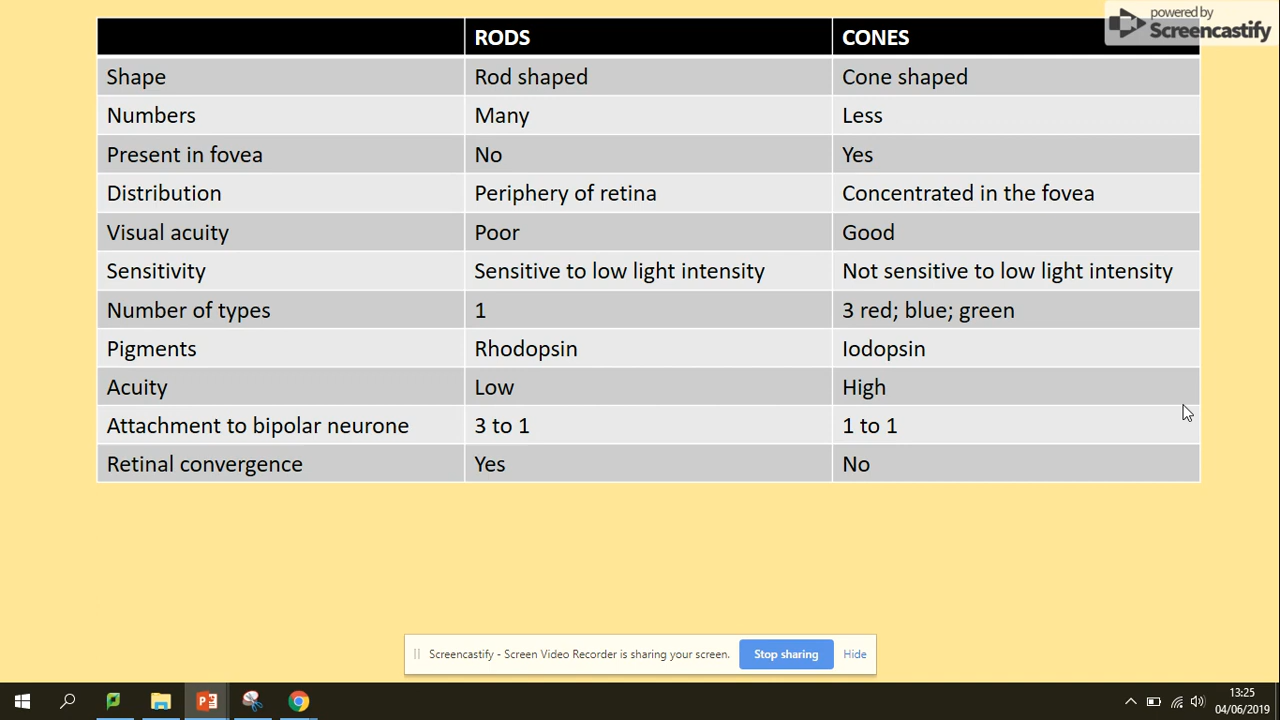 powered by
Screencastify
RODS CONES
Shape Rod shaped Cone shaped
Numbers Many Less
Present in fovea No Yes
Distribution Periphery of retina Concentrated in the fovea
Visual acuity Poor Good
Sensitivity Sensitive to low light intensity Not sensitive to low light intensity
Number of types 1 3 red; blue; green
Pigments Rhodopsin Iodopsin
Acuity Low High
Attachment to bipolar neurone 3 to 1 1 to 1
Retinal convergence Yes No
Screencastify - Screen Video Recorder is sharing your screen. Stop sharing Hide
13:25
04/06/2019